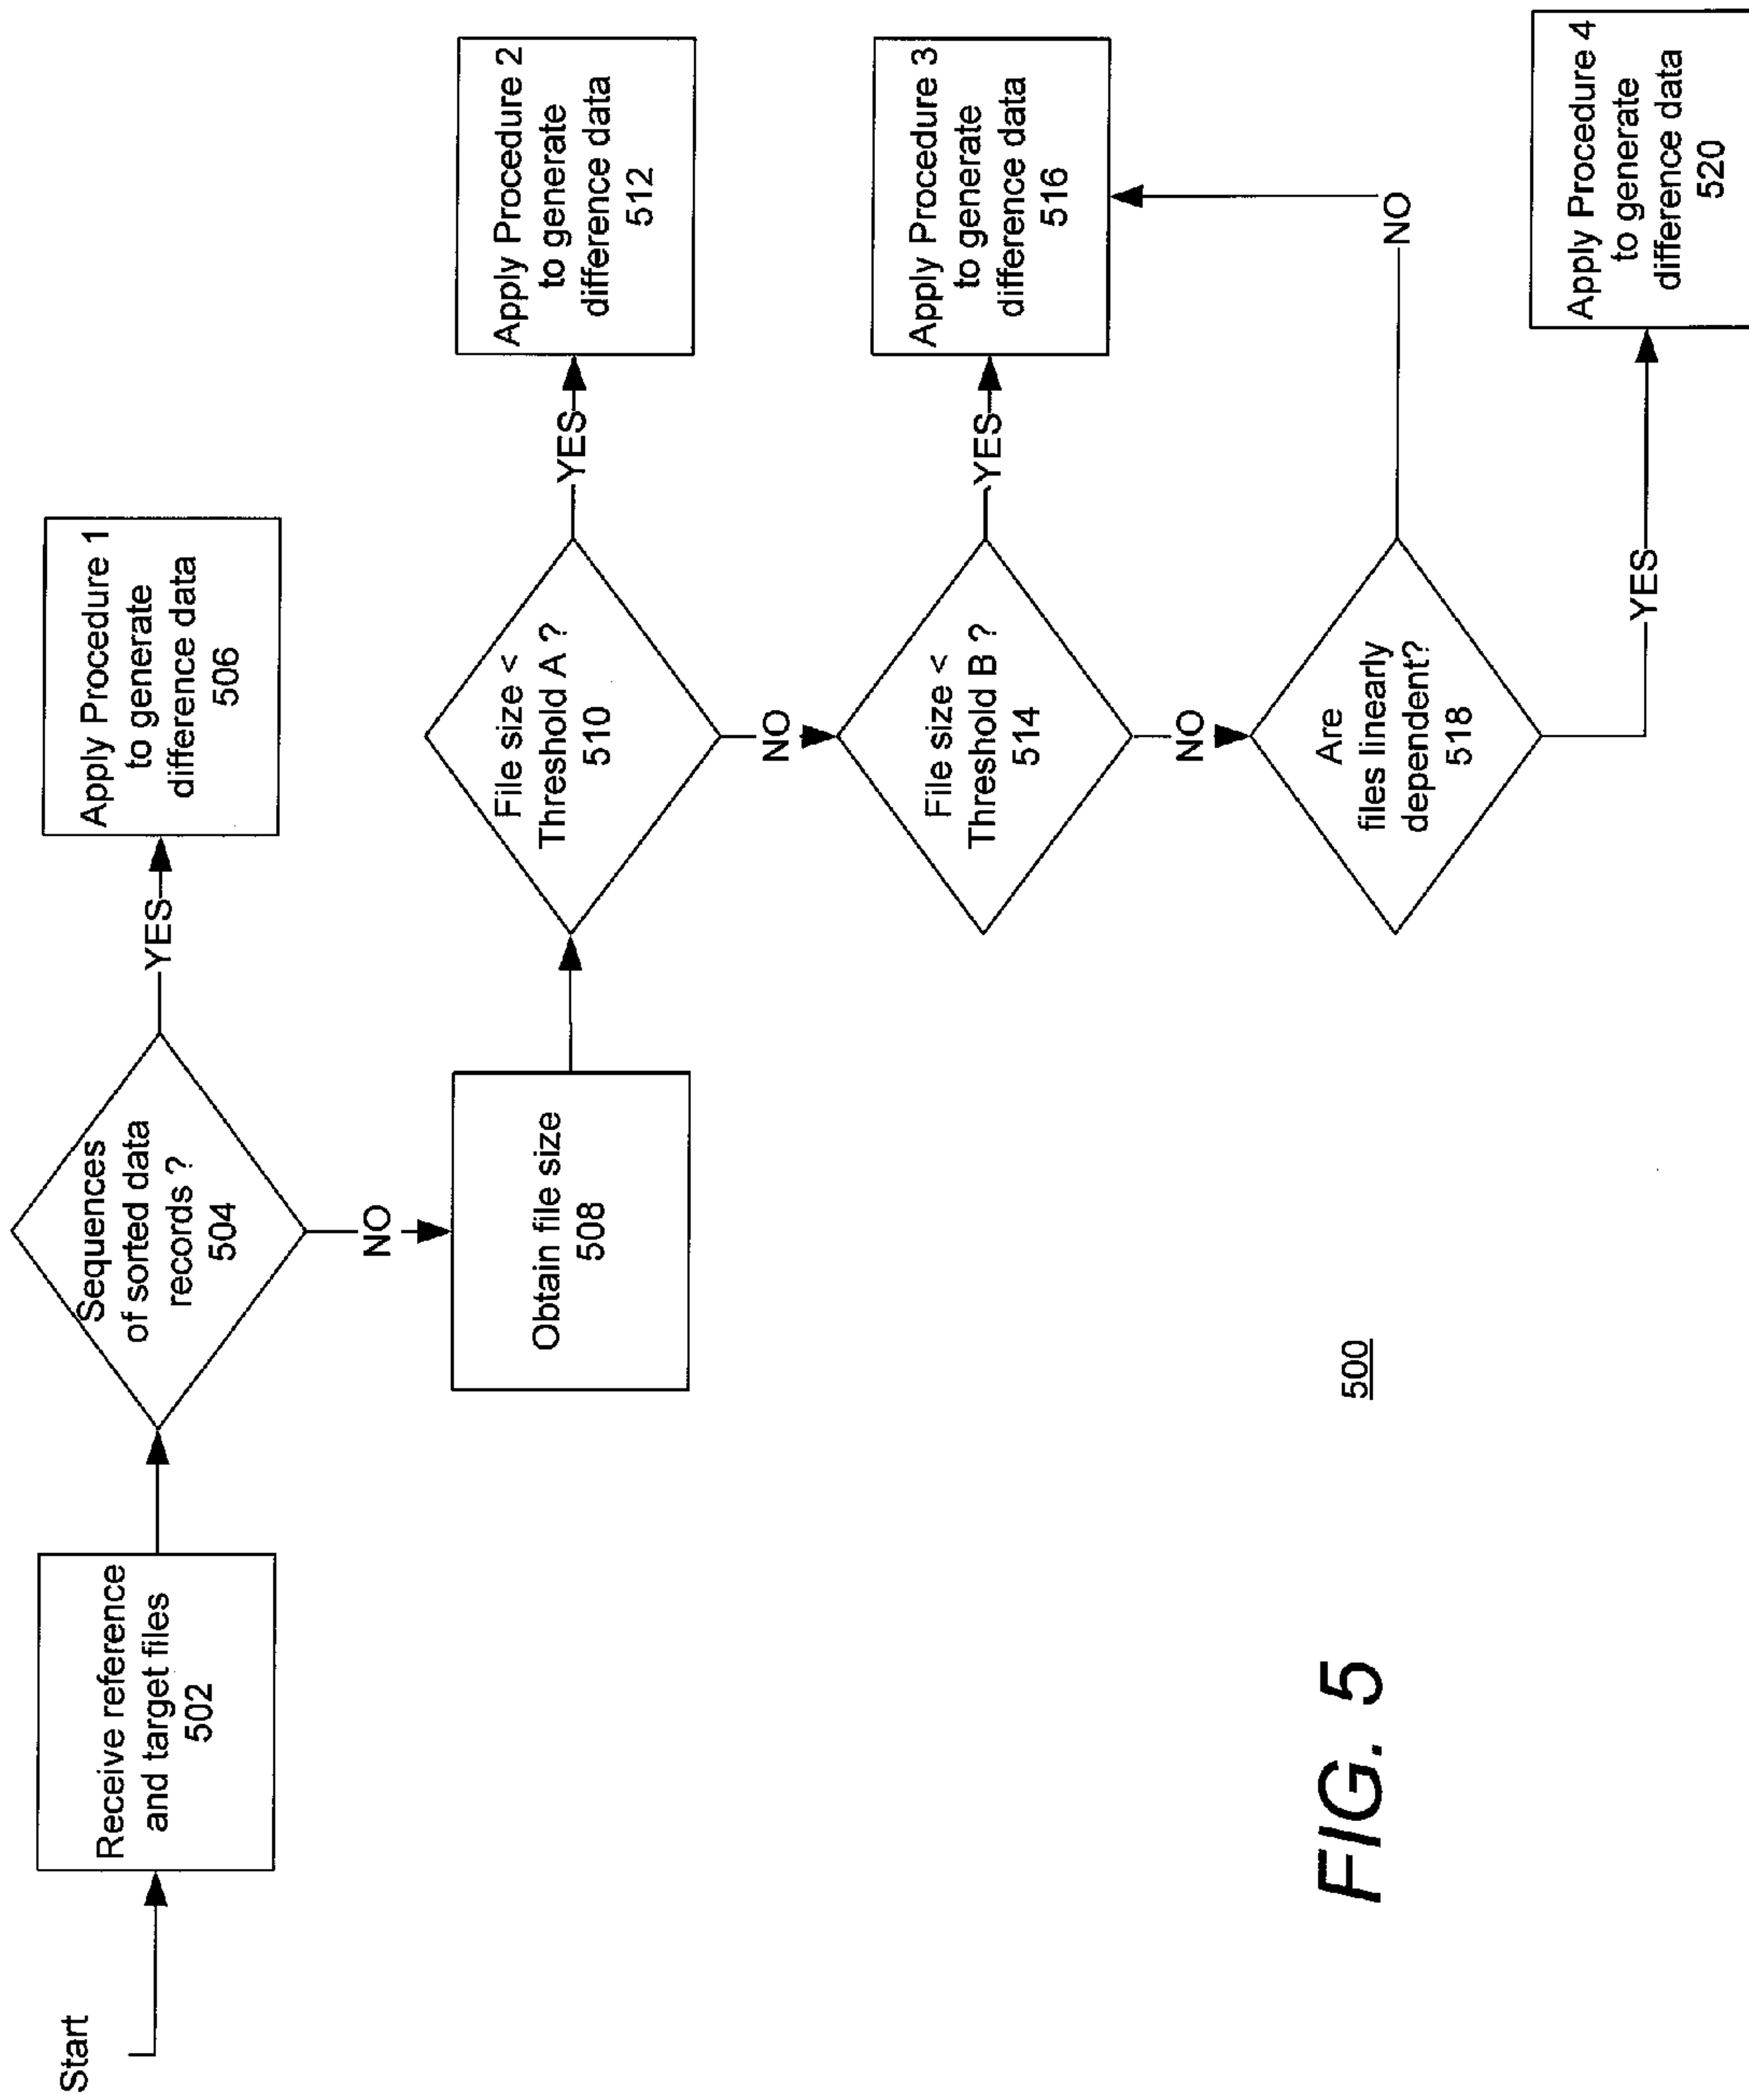 Start
Receive reference
and target files
502
Sequences
of sorted data
records ?
504
YES
Apply Procedure 1
to generate
difference data
506
NO
Obtain file size
508
File size <
Threshold A ?
510
YES
Apply Procedure 2
to generate
difference data
512
NO
File size <
Threshold B ?
514
YES
Apply Procedure 3
to generate
difference data
516
NO
Are
files linearly
dependent?
518
NO
YES
Apply Procedure 4
to generate
difference data
520
500
FIG. 5